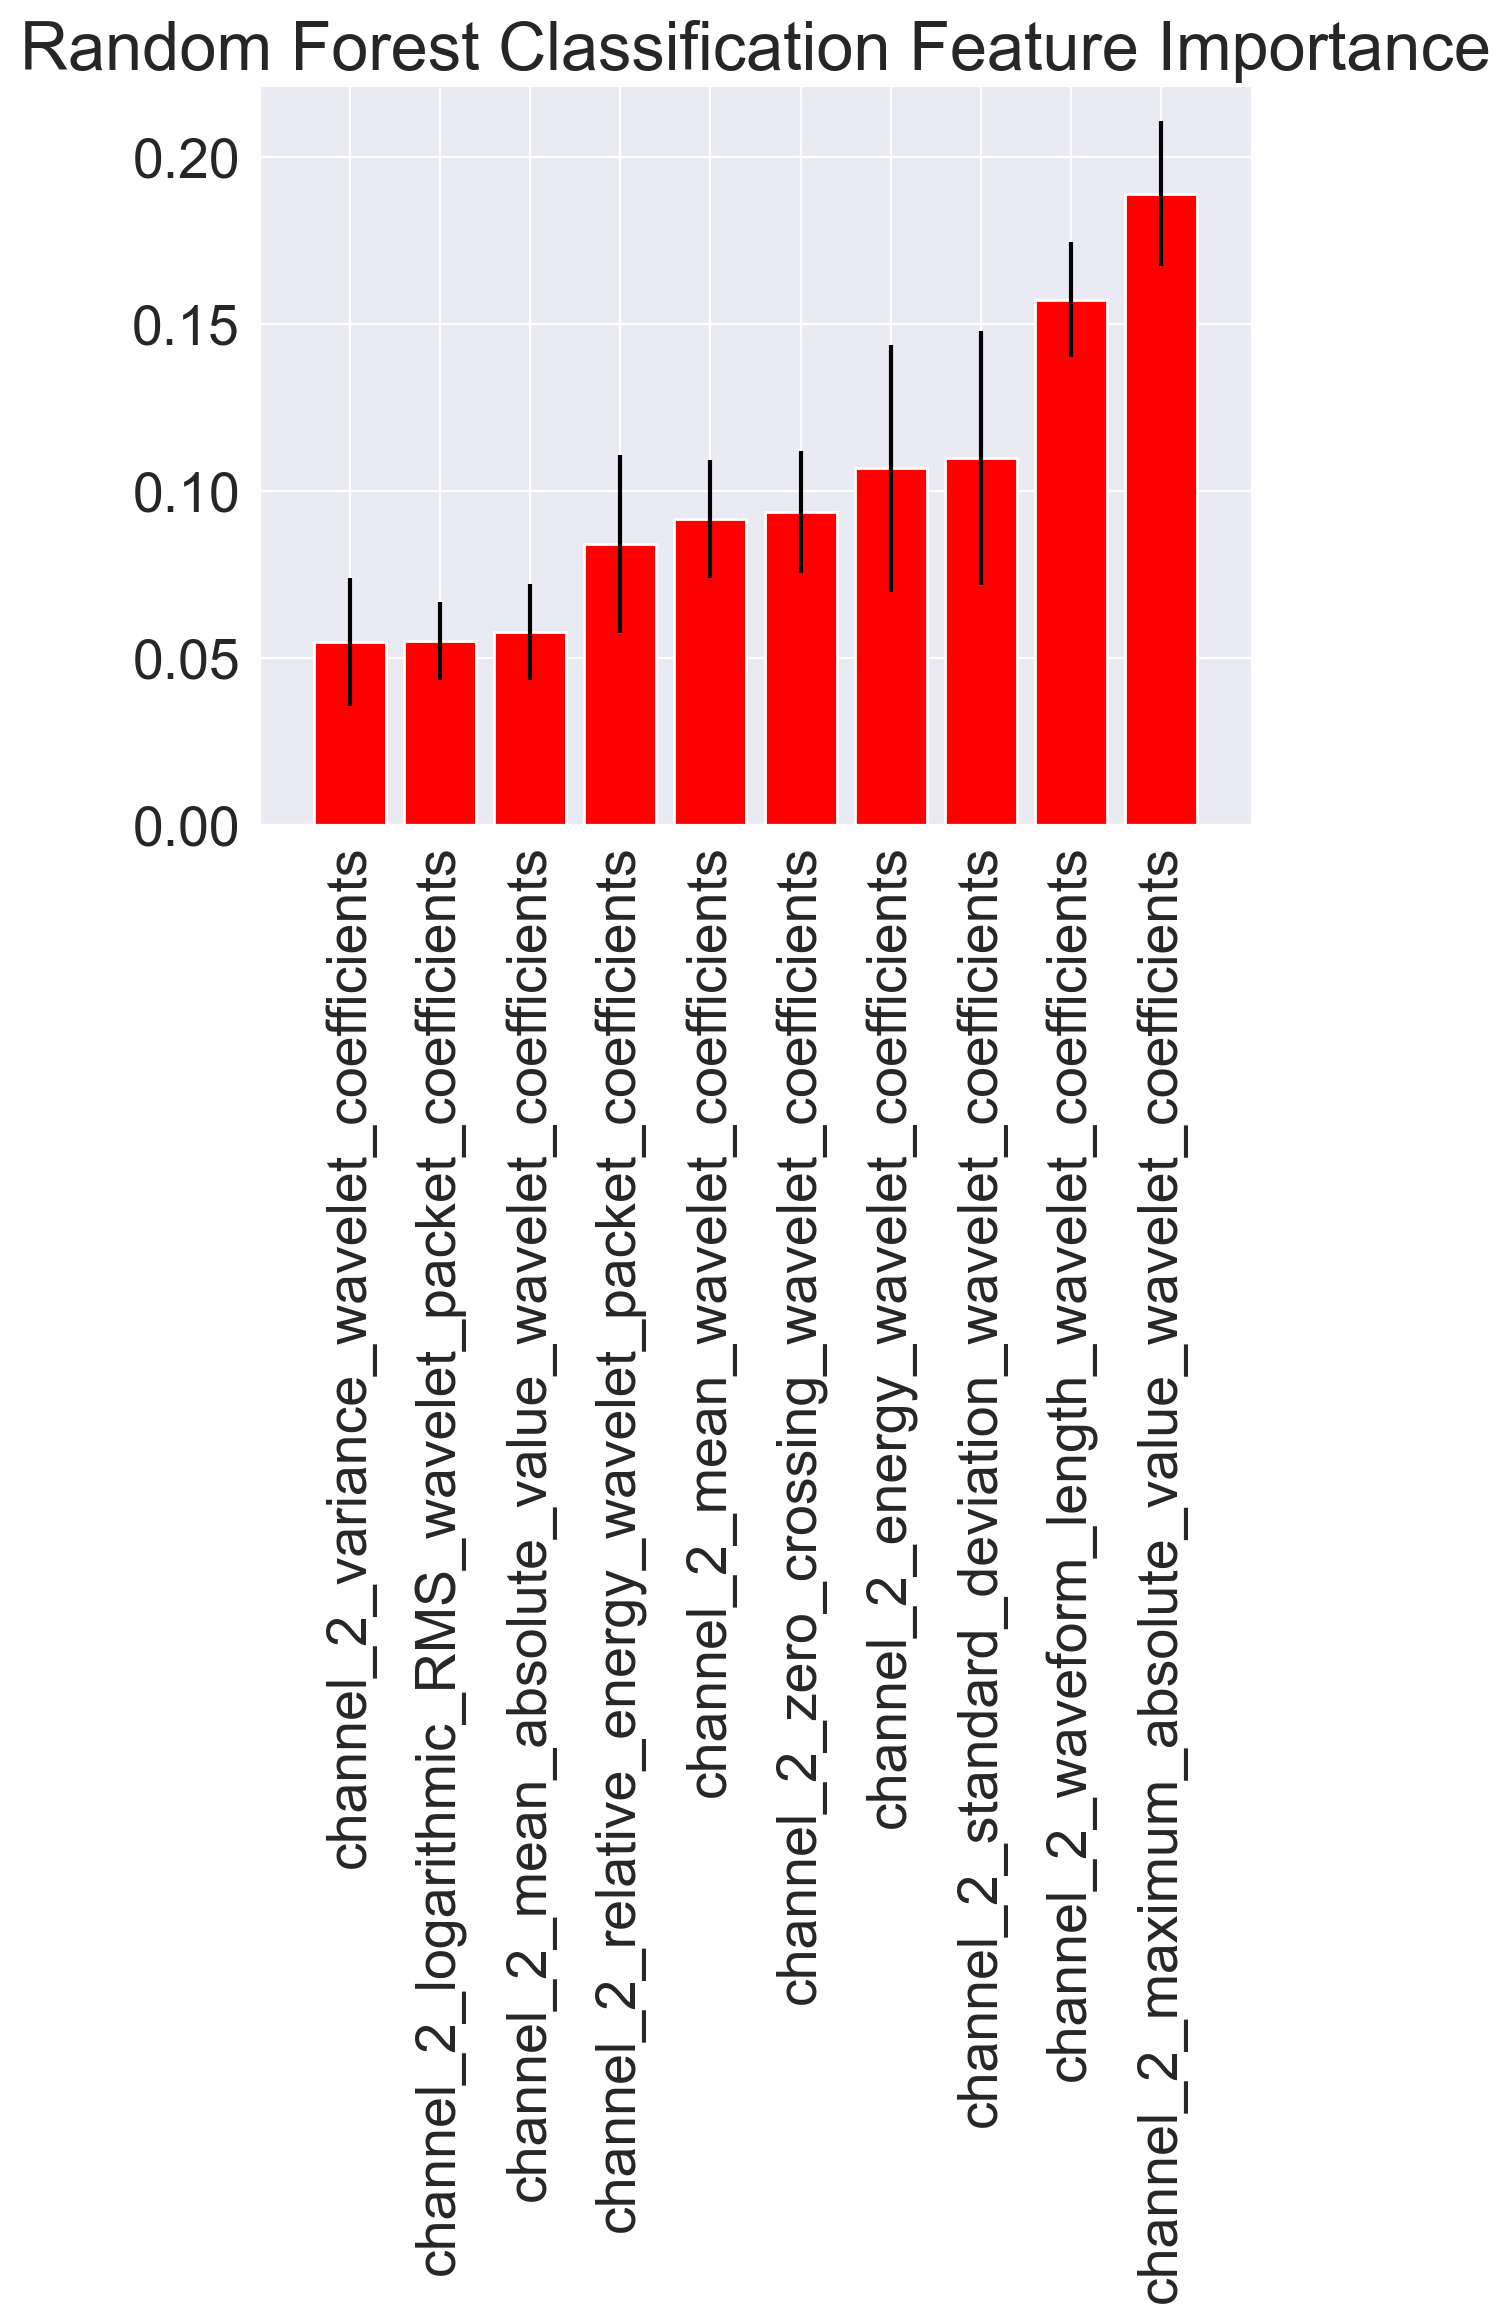 Random Forest Classification Feature Importance
0.20
0.15
0.10
0.05
0.00
channel_2_variance_wavelet_coefficients
channel_2_logarithmic_RMS_wavelet_packet_coefficients
channel_2_mean_absolute_value_wavelet_coefficients
channel_2_relative_energy_wavelet_packet_coefficients
channel_2_mean_wavelet_coefficients
channel_2_zero_crossing_wavelet_coefficients
channel_2_energy_wavelet_coefficients
channel_2_standard_deviation_wavelet_coefficients
channel_2_waveform_length_wavelet_coefficients
channel_2_maximum_absolute_value_wavelet_coefficients